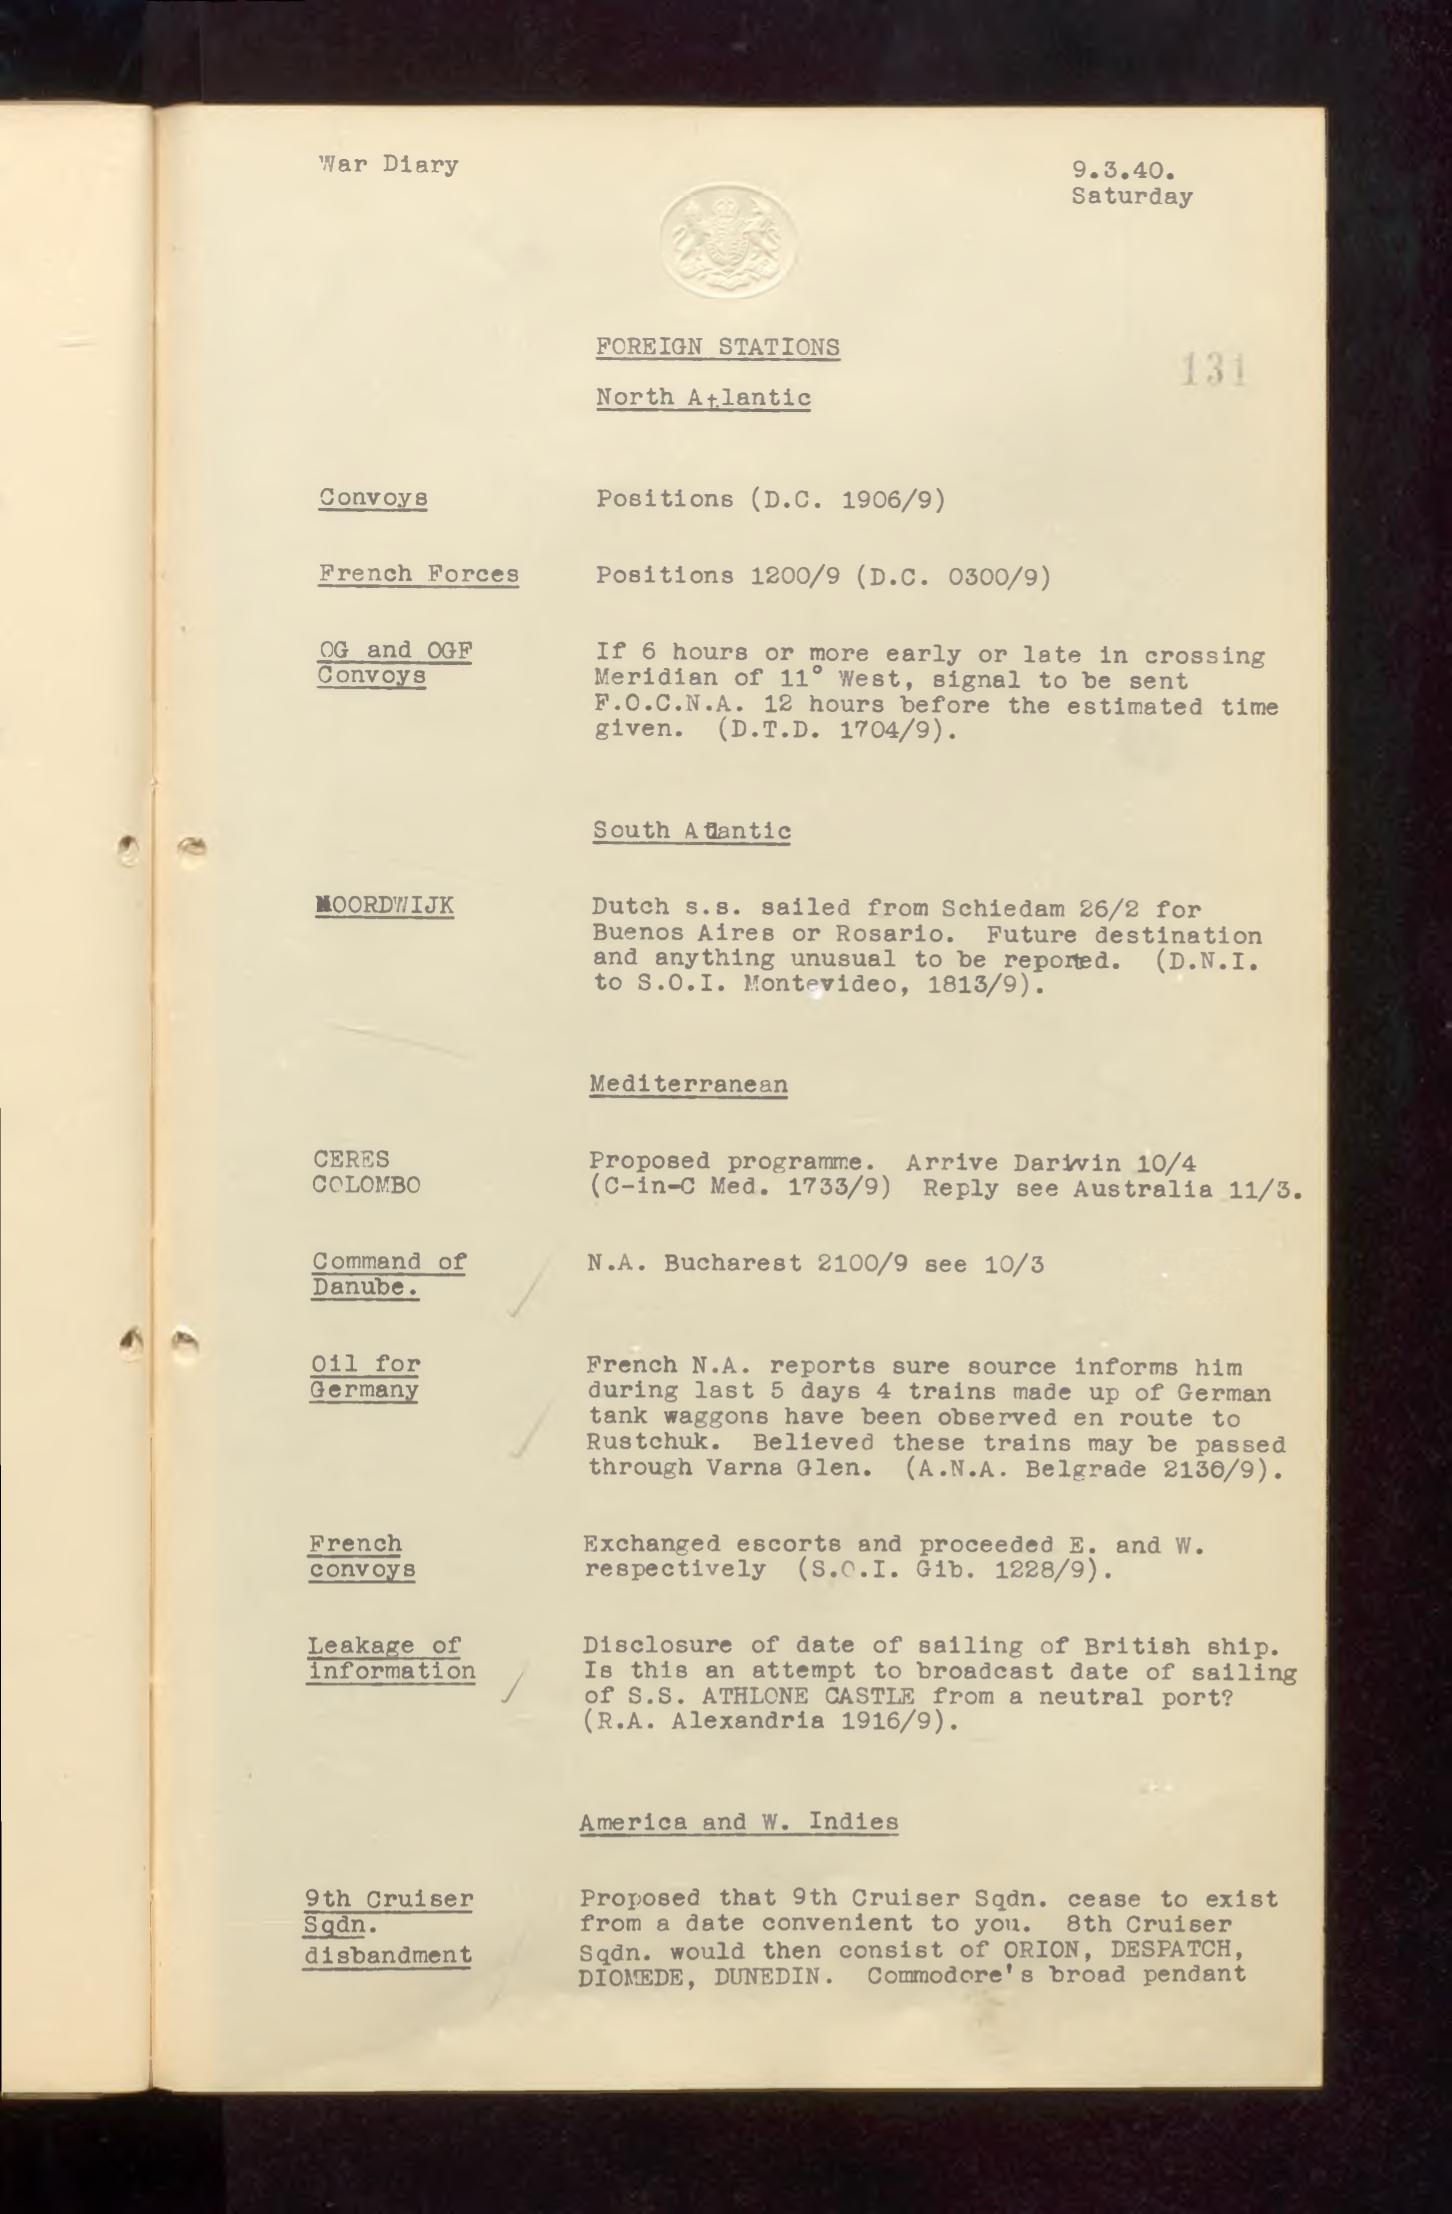 War Diary
9.3.40.
Saturday
131
FOREIGN STATIONS
North Atlantic
Convoys
Positions (D.C. 1906/9)
French Forces
Positions 1200/9 (D.C. 0300/9)
OG and OGF
Convoys
If 6 hours or more early or late in crossing
Meridian of 11° West, signal to be sent
F.O.C.N.A. 12 hours before the estimated time
given. (D.T.D. 1704/9).
South Atlantic
NOORDWIJK
Dutch s.s. sailed from Schiedam 26/2 for
Buenos Aires or Rosario. Future destination
and anything unusual to be reported. (D.N.I.
to S.O.I. Montevideo, 1813/9).
Mediterranean
CERES
COLOMBO
Proposed programme. Arrive Darwin 10/4
(C-in-C Med. 1733/9) Reply see Australia 11/3.
Command of
Danube.
N.A. Bucharest 2100/9 see 10/3
Oil for
Germany
French N.A. reports sure source informs him
during last 5 days 4 trains made up of German
tank waggons have been observed en route to
Rustchuk. Believed these trains may be passed
through Varna Glen. (A.N.A. Belgrade 2136/9).
French
convoys
Exchanged escorts and proceeded E. and W.
respectively (S.O.I. Gib. 1228/9).
Leakage of
information
Disclosure of date of sailing of British ship.
Is this an attempt to broadcast date of sailing
of S.S. ATHLONE CASTLE from a neutral port?
(R.A. Alexandria 1916/9).
America and W. Indies
9th Cruiser
Sqdn.
disbandment
Proposed that 9th Cruiser Sqdn. cease to exist
from a date convenient to you. 8th Cruiser
Sqdn. would then consist of ORION, DESPATCH,
DIOMEDE, DUNEDIN. Commodore's broad pendant